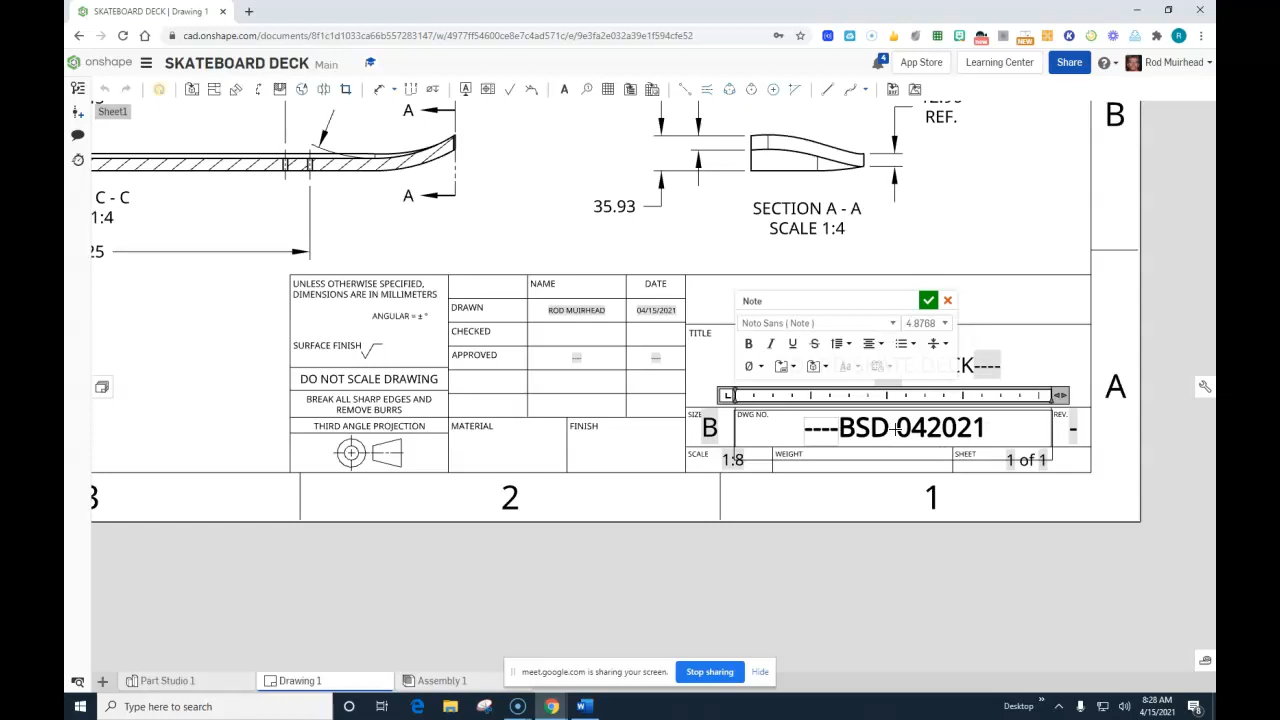 SKATEBOARD DECK | Drawing 1
cad.onshape.com/documents/8f1c1d1033ca66b557283147/w/4977ff54600ce8e7c4ad571c/e/9e3fa2e032a39e1f594cfe52
onshape
SKATEBOARD DECK Main
4
App Store
Learning Center
Share
Rod Muirhead
Sheet1
A
A
C - C
1:4
25
REF.
35.93
SECTION A - A
SCALE 1:4
B
A
UNLESS OTHERWISE SPECIFIED,
DIMENSIONS ARE IN MILLIMETERS
ANGULAR = ± °
SURFACE FINISH
DO NOT SCALE DRAWING
BREAK ALL SHARP EDGES AND
REMOVE BURRS
THIRD ANGLE PROJECTION
NAME
DATE
DRAWN
ROD MUIRHEAD
04/15/2021
CHECKED
APPROVED
----
----
MATERIAL
FINISH
TITLE
Note
Noto Sans ( Note )
4.8768
SIZE
B
DWG NO.
----BSD-042021
REV.
-
SCALE
1:8
WEIGHT
SHEET
1 of 1
3
2
1
Part Studio 1
Drawing 1
Assembly 1
meet.google.com is sharing your screen.
Stop sharing
Hide
Type here to search
Desktop
8:28 AM
4/15/2021